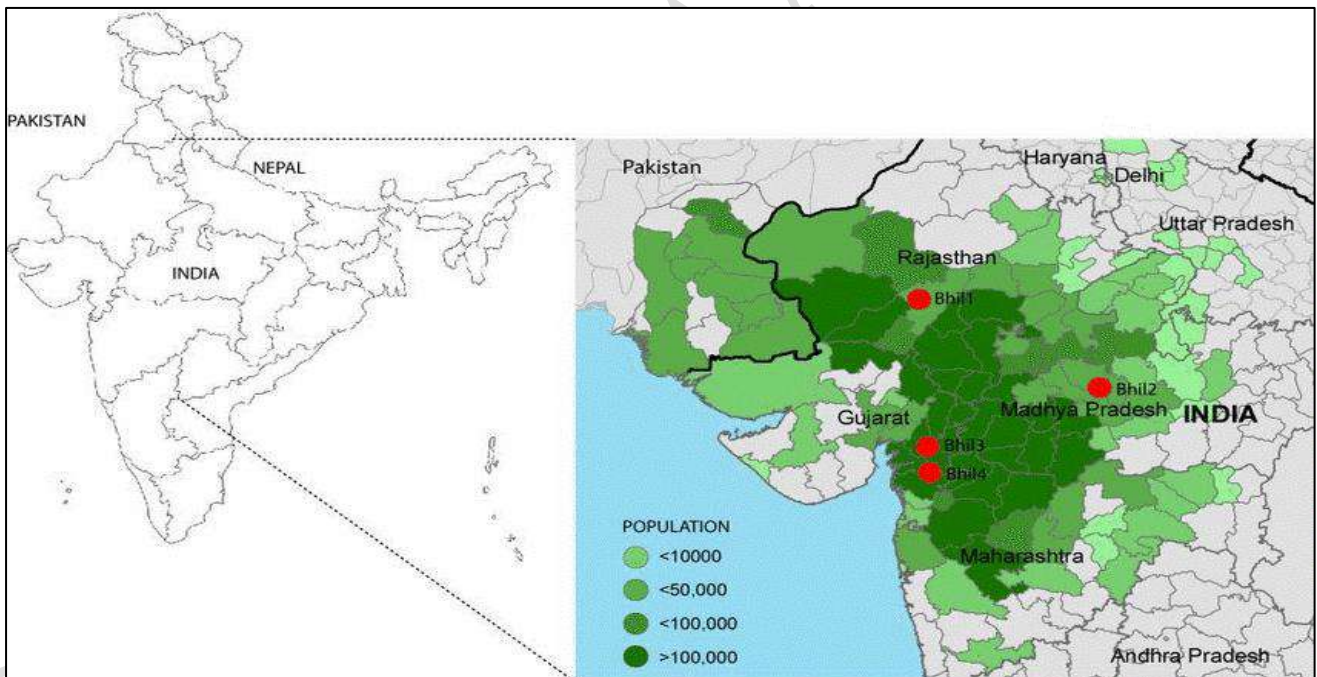 PAKISTAN
NEPAL
INDIA
Pakistan
Haryana
Delhi
Uttar Pradesh
Rajasthan
Bhil1
Bhil2
Madhya Pradesh
INDIA
Gujarat
Bhil3
Bhil4
POPULATION
<10000
<50,000
<100,000
>100,000
Maharashtra
Andhra Pradesh